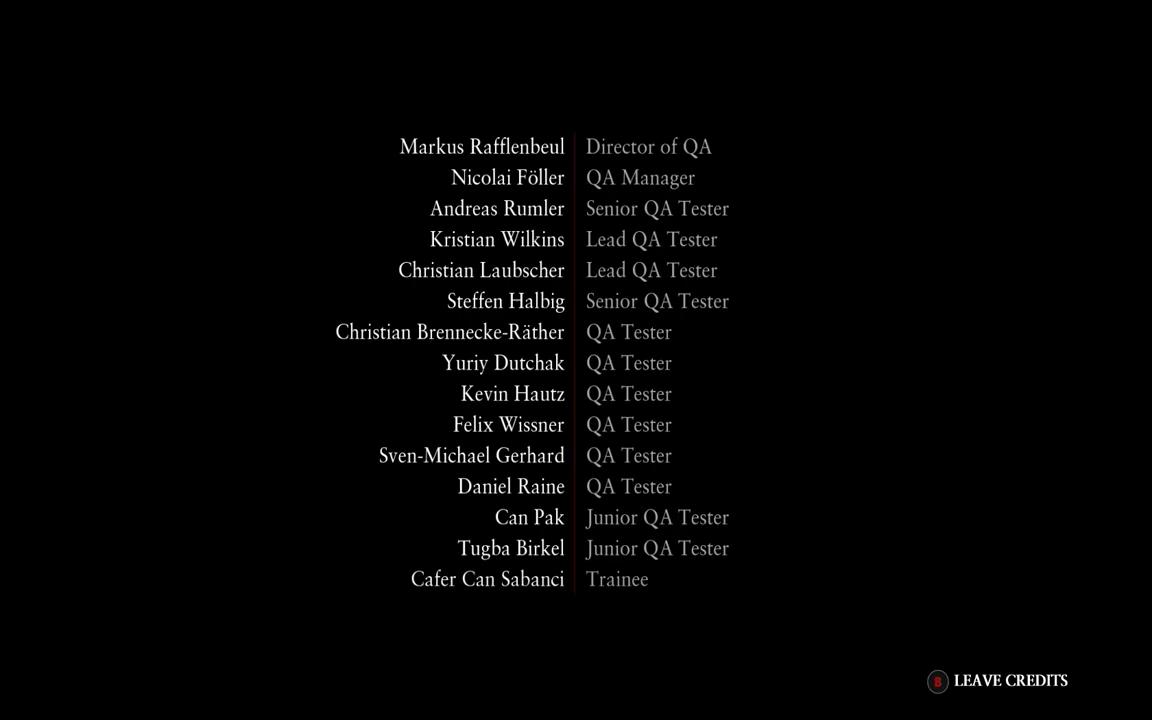 Markus Rafflenbeul Director of QA
Nicolai Föller QA Manager
Andreas Rumler Senior QA Tester
Kristian Wilkins Lead QA Tester
Christian Laubscher Lead QA Tester
Steffen Halbig Senior QA Tester
Christian Brennecke-Räther QA Tester
Yuriy Dutchak QA Tester
Kevin Hautz QA Tester
Felix Wissner QA Tester
Sven-Michael Gerhard QA Tester
Daniel Raine QA Tester
Can Pak Junior QA Tester
Tugba Birkel Junior QA Tester
Cafer Can Sabanci Trainee
B LEAVE CREDITS